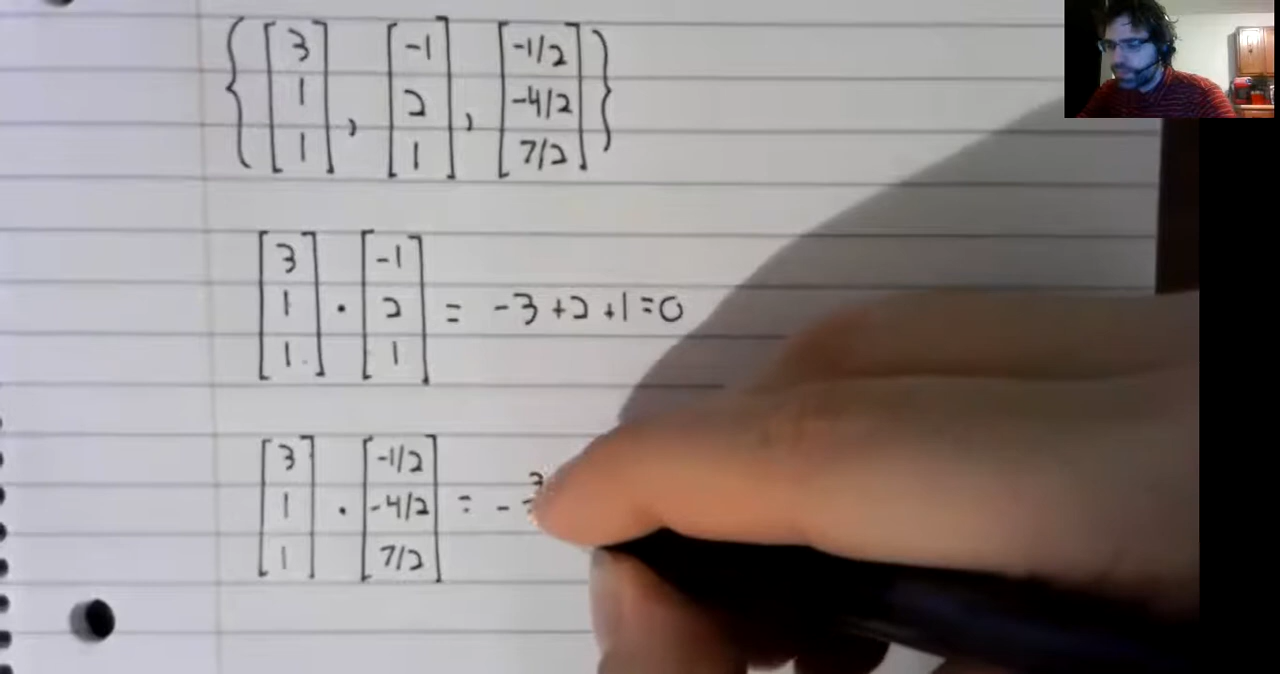 { [ 3 ] , [ -1 ] , [ -1/2 ] }
[ 1 ] [ 2 ] [ -4/2 ]
[ 1 ] [ 1 ] [ 7/2 ]
[ 3 ] [ -1 ]
[ 1 ] · [ 2 ] = -3 +2 +1 =0
[ 1 ] [ 1 ]
[ 3 ] [ -1/2 ]
[ 1 ] · [ -4/2 ] = - 3
[ 1 ] [ 7/2 ]